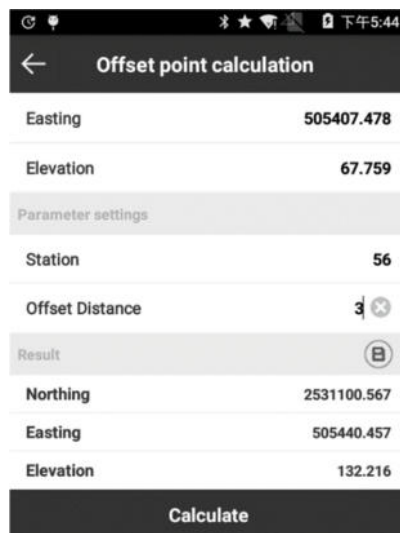 下午5:44
Offset point calculation
Easting 505407.478
Elevation 67.759
Parameter settings
Station 56
Offset Distance 3
Result
Northing 2531100.567
Easting 505440.457
Elevation 132.216
Calculate